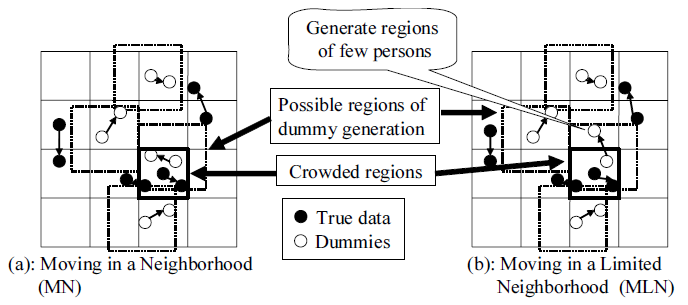 Generate regions
of few persons
Possible regions of
dummy generation
Crowded regions
True data
Dummies
(a): Moving in a Neighborhood
(MN)
(b): Moving in a Limited
Neighborhood (MLN)